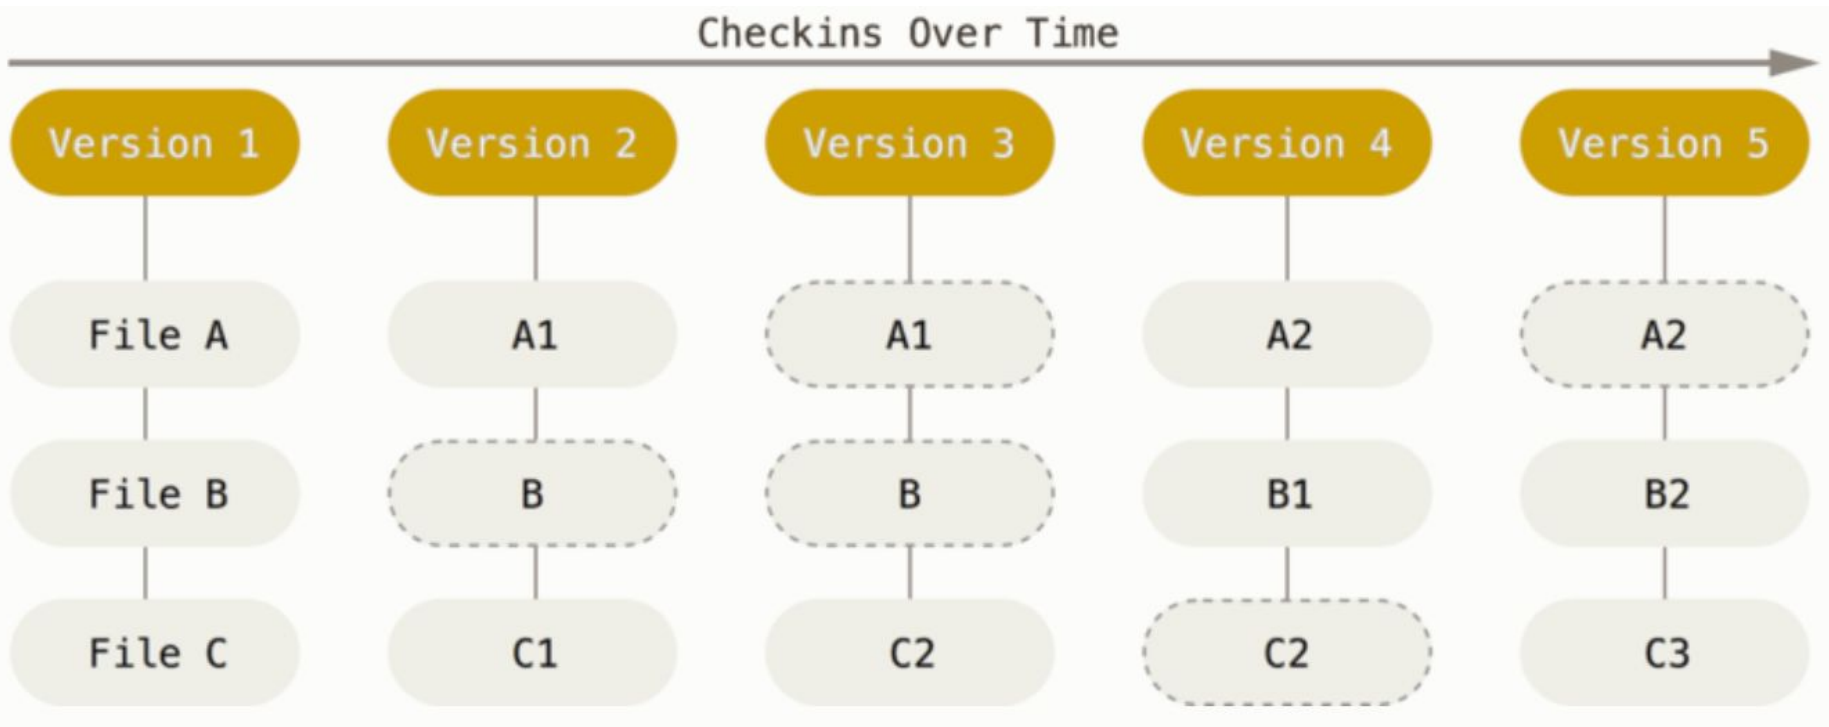 Checkins Over Time
Version 1 Version 2 Version 3 Version 4 Version 5
File A A1 A1 A2 A2
File B B B B1 B2
File C C1 C2 C2 C3